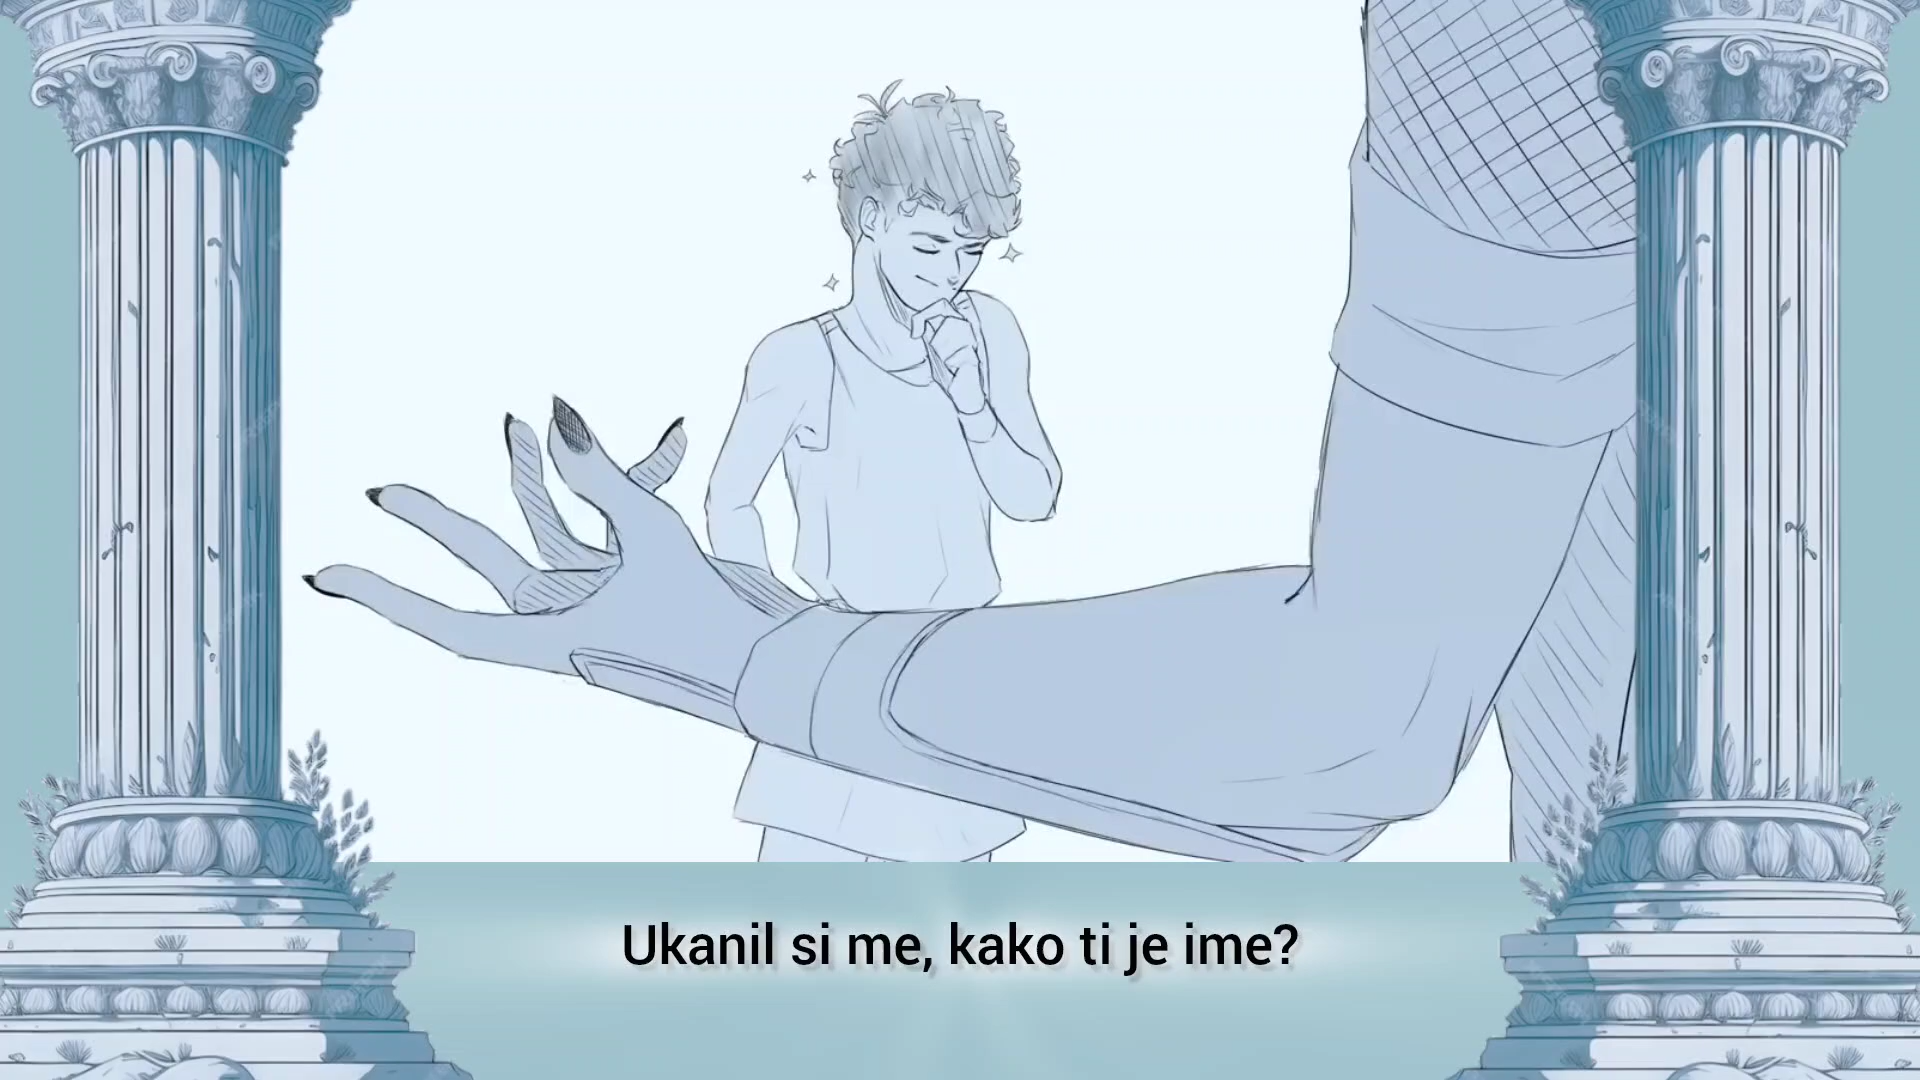 Ukanil si me, kako ti je ime?